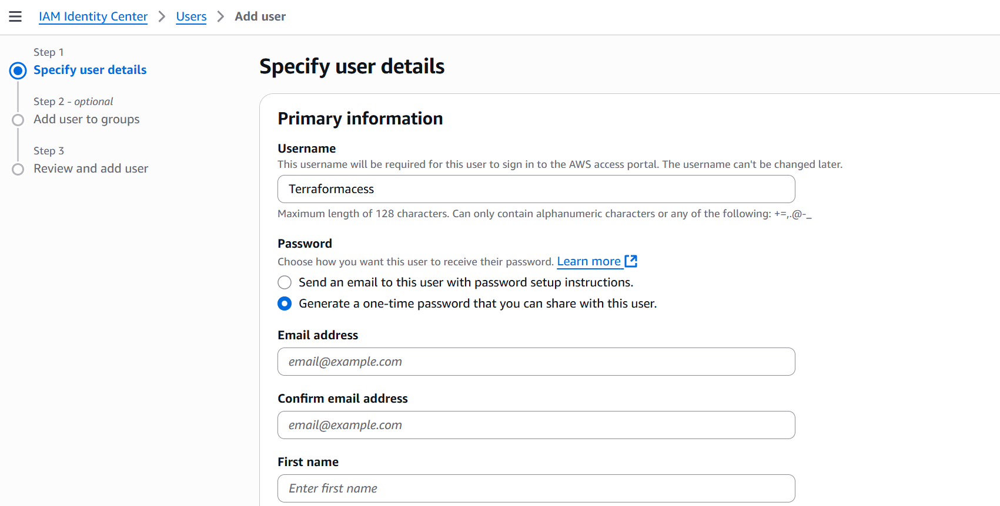 IAM Identity Center > Users > Add user
Step 1
Specify user details
Step 2 - optional
Add user to groups
Step 3
Review and add user
Specify user details
Primary information
Username
This username will be required for this user to sign in to the AWS access portal. The username can't be changed later.
Terraformacess
Maximum length of 128 characters. Can only contain alphanumeric characters or any of the following: +=,.@-_
Password
Choose how you want this user to receive their password. Learn more
Send an email to this user with password setup instructions.
Generate a one-time password that you can share with this user.
Email address
email@example.com
Confirm email address
email@example.com
First name
Enter first name